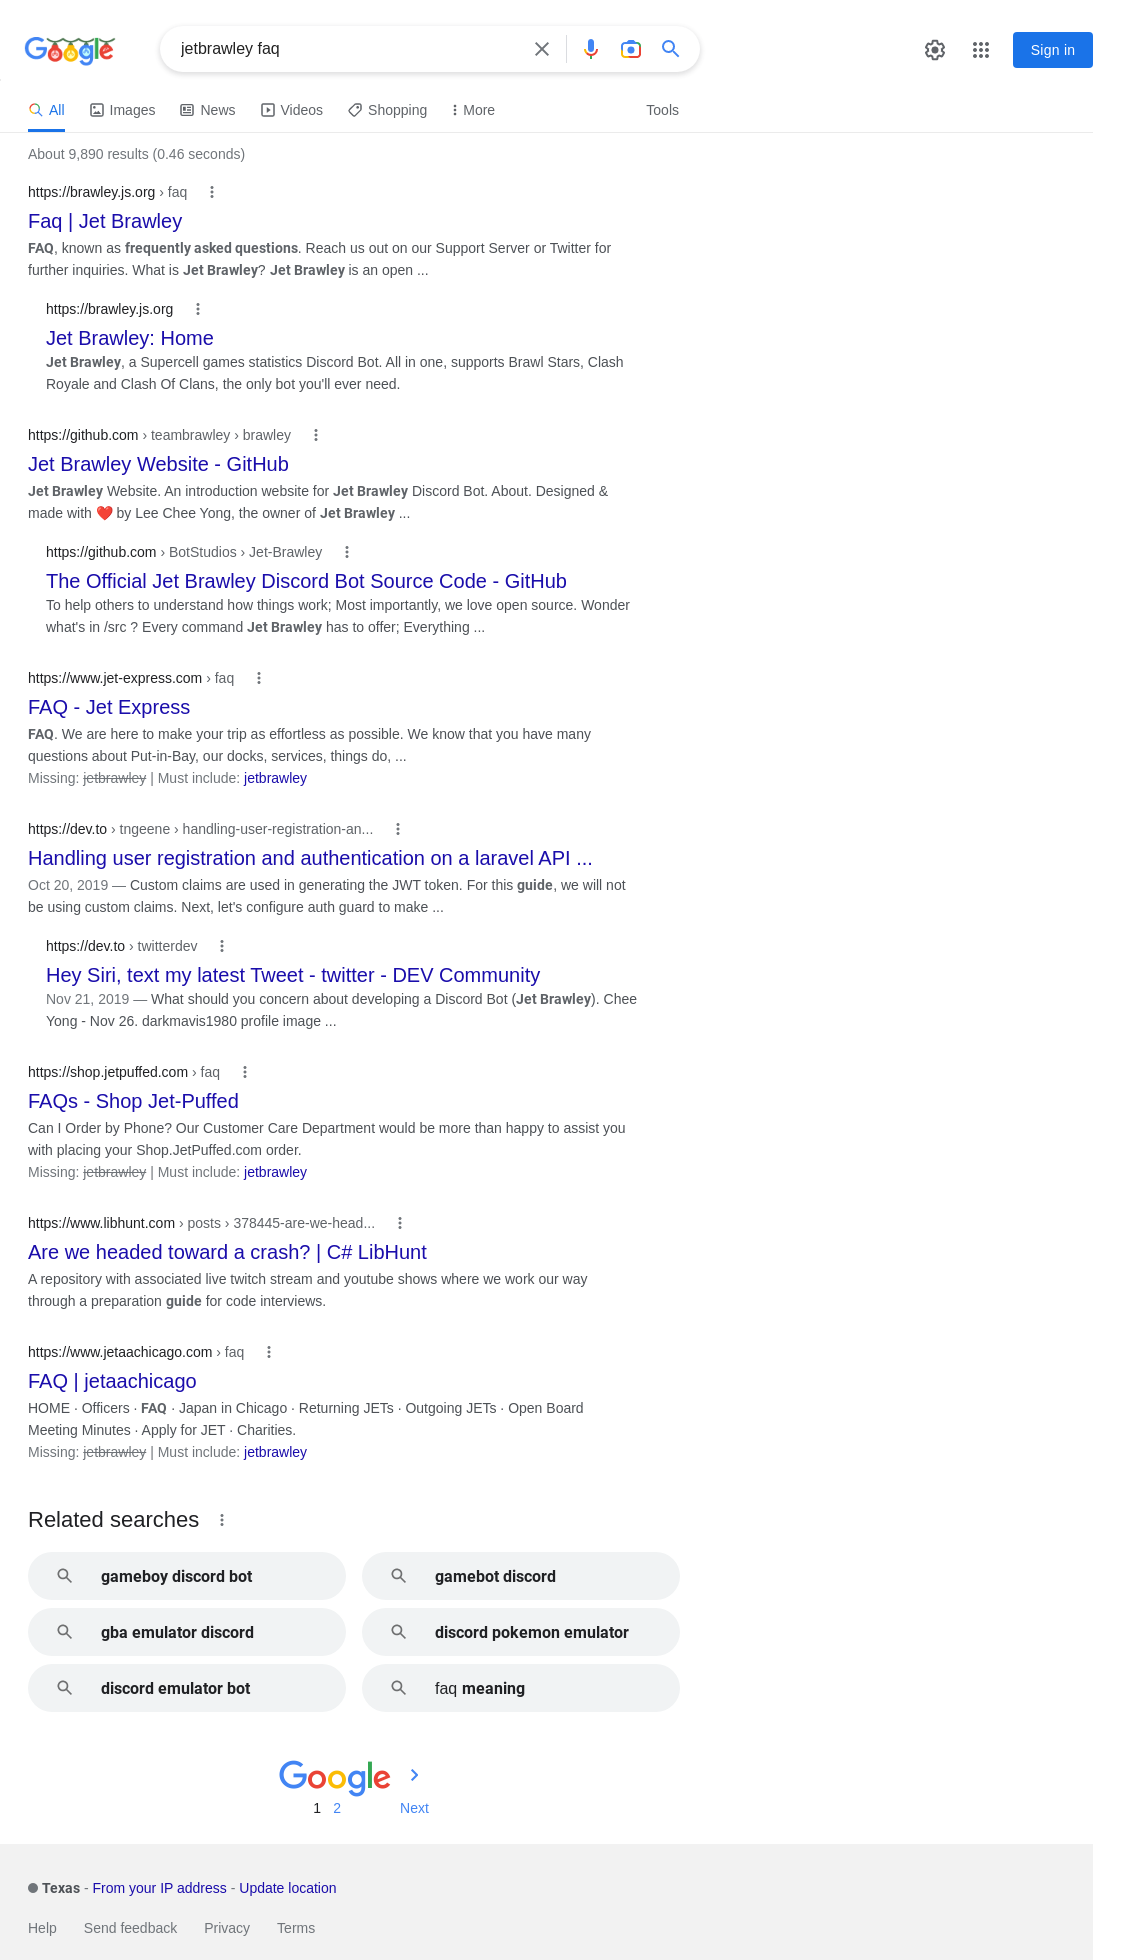 Google
jetbrawley faq
Sign in
All
Images
News
Videos
Shopping
More
Tools
About 9,890 results (0.46 seconds)
https://brawley.js.org › faq
Faq | Jet Brawley
FAQ, known as frequently asked questions. Reach us out on our Support Server or Twitter for
further inquiries. What is Jet Brawley? Jet Brawley is an open ...
https://brawley.js.org
Jet Brawley: Home
Jet Brawley, a Supercell games statistics Discord Bot. All in one, supports Brawl Stars, Clash
Royale and Clash Of Clans, the only bot you'll ever need.
https://github.com › teambrawley › brawley
Jet Brawley Website - GitHub
Jet Brawley Website. An introduction website for Jet Brawley Discord Bot. About. Designed &
made with ❤️ by Lee Chee Yong, the owner of Jet Brawley ...
https://github.com › BotStudios › Jet-Brawley
The Official Jet Brawley Discord Bot Source Code - GitHub
To help others to understand how things work; Most importantly, we love open source. Wonder
what's in /src ? Every command Jet Brawley has to offer; Everything ...
https://www.jet-express.com › faq
FAQ - Jet Express
FAQ. We are here to make your trip as effortless as possible. We know that you have many
questions about Put-in-Bay, our docks, services, things do, ...
Missing: jetbrawley | Must include: jetbrawley
https://dev.to › tngeene › handling-user-registration-an...
Handling user registration and authentication on a laravel API ...
Oct 20, 2019 — Custom claims are used in generating the JWT token. For this guide, we will not
be using custom claims. Next, let's configure auth guard to make ...
https://dev.to › twitterdev
Hey Siri, text my latest Tweet - twitter - DEV Community
Nov 21, 2019 — What should you concern about developing a Discord Bot (Jet Brawley). Chee
Yong - Nov 26. darkmavis1980 profile image ...
https://shop.jetpuffed.com › faq
FAQs - Shop Jet-Puffed
Can I Order by Phone? Our Customer Care Department would be more than happy to assist you
with placing your Shop.JetPuffed.com order.
Missing: jetbrawley | Must include: jetbrawley
https://www.libhunt.com › posts › 378445-are-we-head...
Are we headed toward a crash? | C# LibHunt
A repository with associated live twitch stream and youtube shows where we work our way
through a preparation guide for code interviews.
https://www.jetaachicago.com › faq
FAQ | jetaachicago
HOME · Officers · FAQ · Japan in Chicago · Returning JETs · Outgoing JETs · Open Board
Meeting Minutes · Apply for JET · Charities.
Missing: jetbrawley | Must include: jetbrawley
Related searches
gameboy discord bot
gamebot discord
gba emulator discord
discord pokemon emulator
discord emulator bot
faq meaning
Google
1 2 Next
Texas - From your IP address - Update location
Help Send feedback Privacy Terms